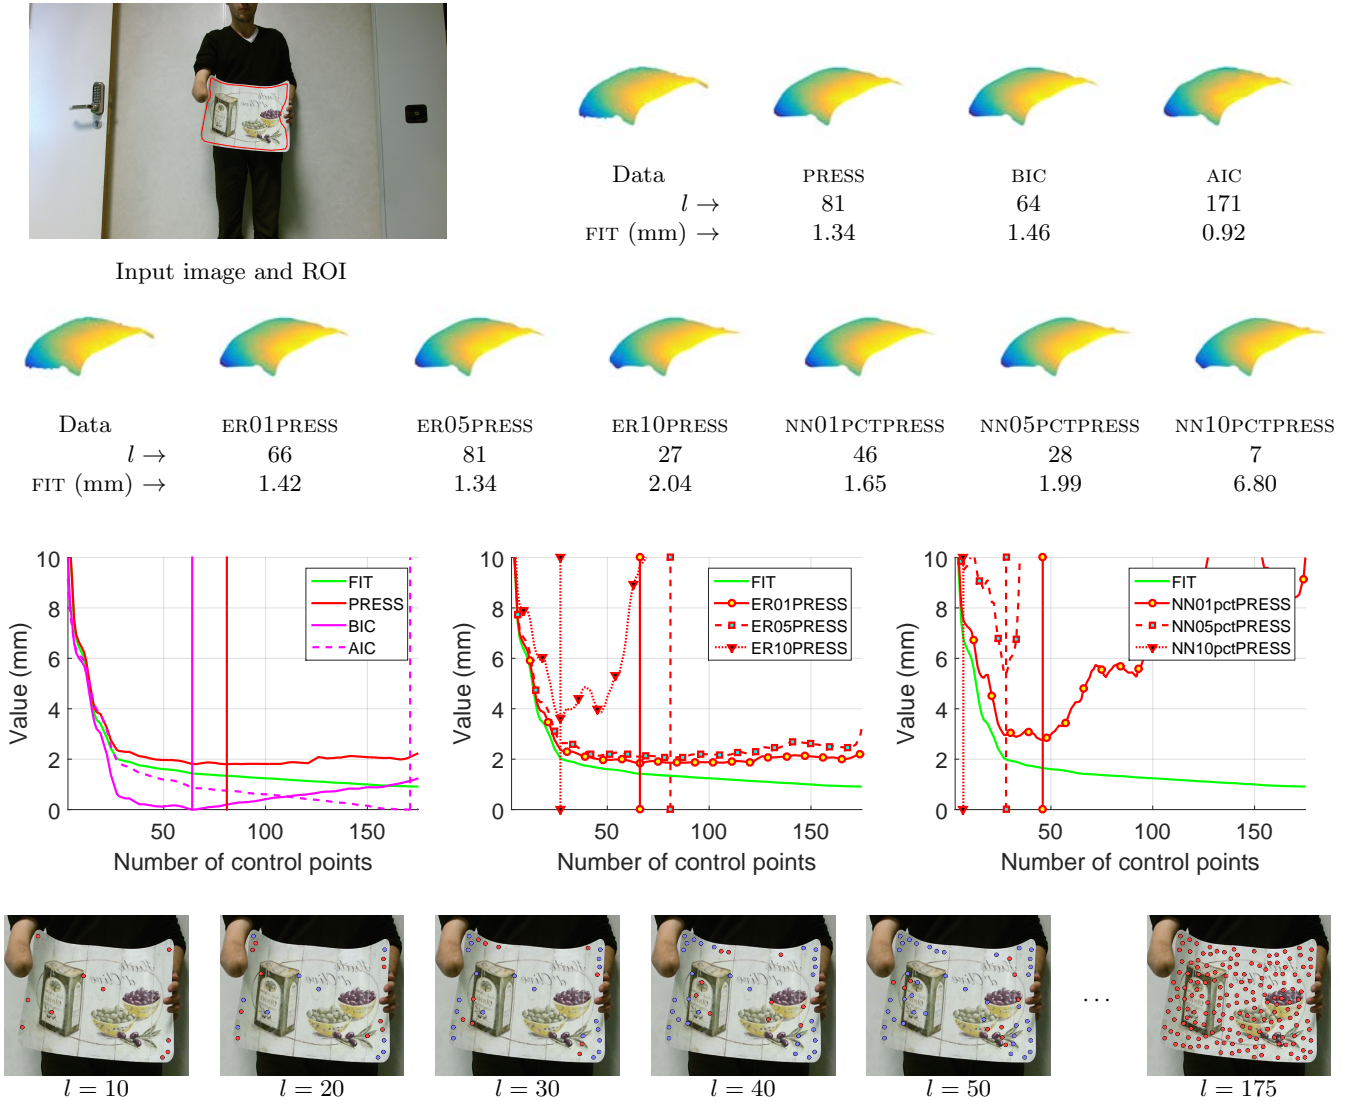 Input image and ROI
Data PRESS BIC AIC
l → 81 64 171
FIT (mm) → 1.34 1.46 0.92
Data ER01PRESS ER05PRESS ER10PRESS NN01PCTPRESS NN05PCTPRESS NN10PCTPRESS
l → 66 81 27 46 28 7
FIT (mm) → 1.42 1.34 2.04 1.65 1.99 6.80
Value (mm)
10
8
6
4
2
0
50 100 150
Number of control points
FIT
PRESS
BIC
AIC
Value (mm)
10
8
6
4
2
0
50 100 150
Number of control points
FIT
ER01PRESS
ER05PRESS
ER10PRESS
Value (mm)
10
8
6
4
2
0
50 100 150
Number of control points
FIT
NN01pctPRESS
NN05pctPRESS
NN10pctPRESS
l = 10 l = 20 l = 30 l = 40 l = 50 ... l = 175